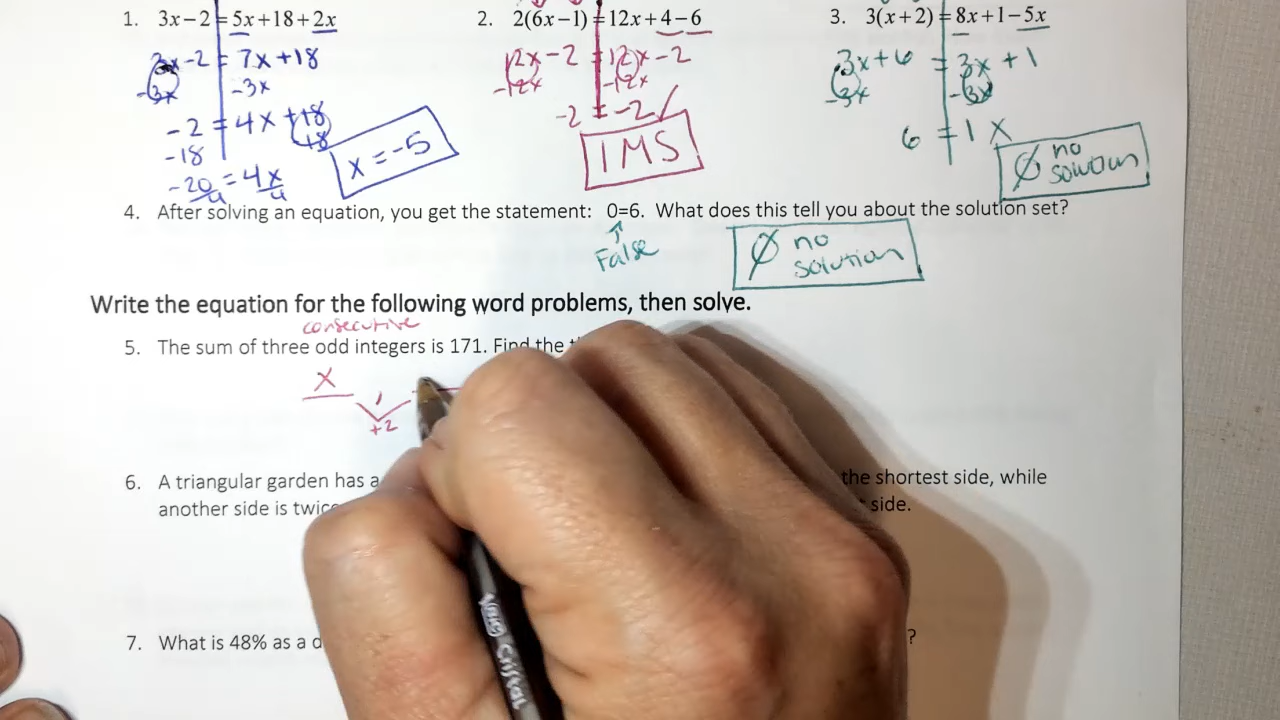 1. 3x-2=5x+18+2x 2. 2(6x-1)=12x+4-6 3. 3(x+2)=8x+1-5x
3x-2 = 7x+18 12x-2 = 12x-2 3x+6 = 3x+1
-3x -3x -12x -12x -3x -3x
-2 = 4x+18 -2 = -2 ✓ 6 = 1 X
-18 -18 x=-5 IMS ∅ no solution
-20/4 = 4x/4
4. After solving an equation, you get the statement: 0=6. What does this tell you about the solution set?
↑
False ∅ no solution
Write the equation for the following word problems, then solve.
consecutive
5. The sum of three odd integers is 171. Find the
x ,
+2
6. A triangular garden has a the shortest side, while
another side is twice side.
7. What is 48% as a ?